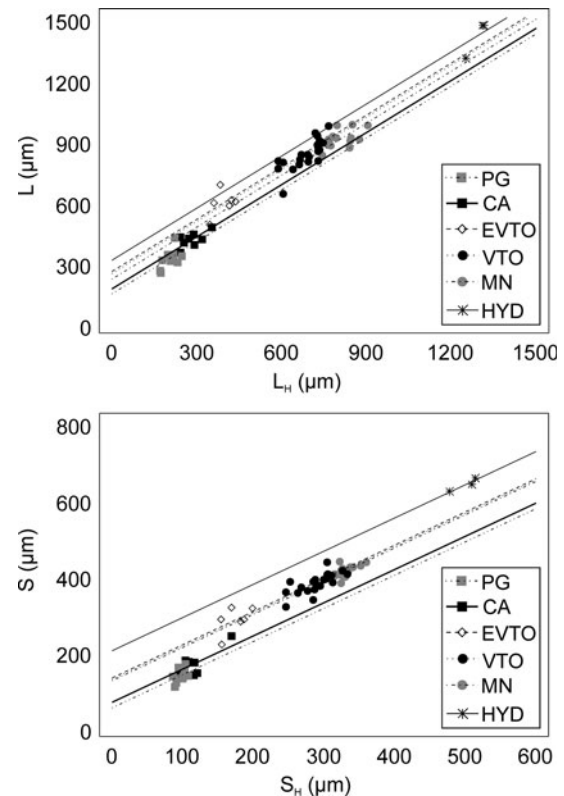 1500
1200
900
600
300
0
L (µm)
PG
CA
EVTO
VTO
MN
HYD
0 300 600 900 1250 1500
L_H (µm)
800
600
400
200
0
S (µm)
PG
CA
EVTO
VTO
MN
HYD
0 100 200 300 400 500 600
S_H (µm)